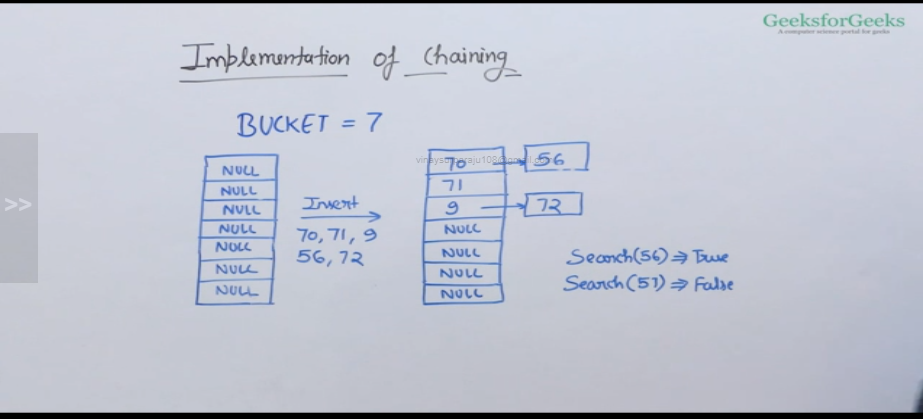 GeeksforGeeks
A computer science portal for geeks
Implementation of Chaining
BUCKET = 7
NULL
NULL
NULL
NULL
NULL
NULL
NULL
Insert
70, 71, 9
56, 72
70
56
71
9
72
NULL
NULL
NULL
NULL
Search(56) ⇒ True
Search(57) ⇒ False
>>